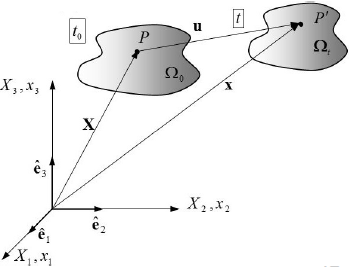 t₀
P
u
t
P′
Ω₀
Ωₜ
X₃, x₃
X
x
ê₃
X₂, x₂
ê₁
ê₂
X₁, x₁